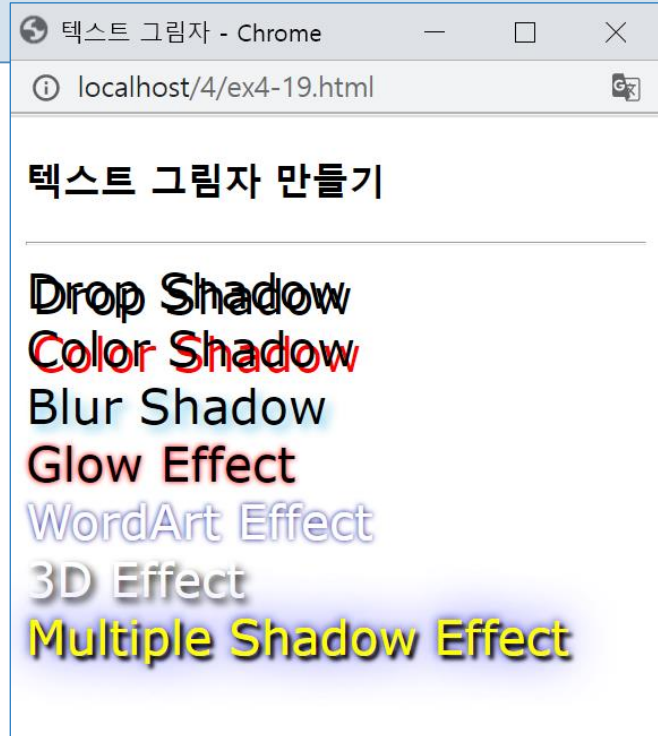 텍스트 그림자 - Chrome
localhost/4/ex4-19.html
텍스트 그림자 만들기
Drop Shadow
Color Shadow
Blur Shadow
Glow Effect
WordArt Effect
3D Effect
Multiple Shadow Effect